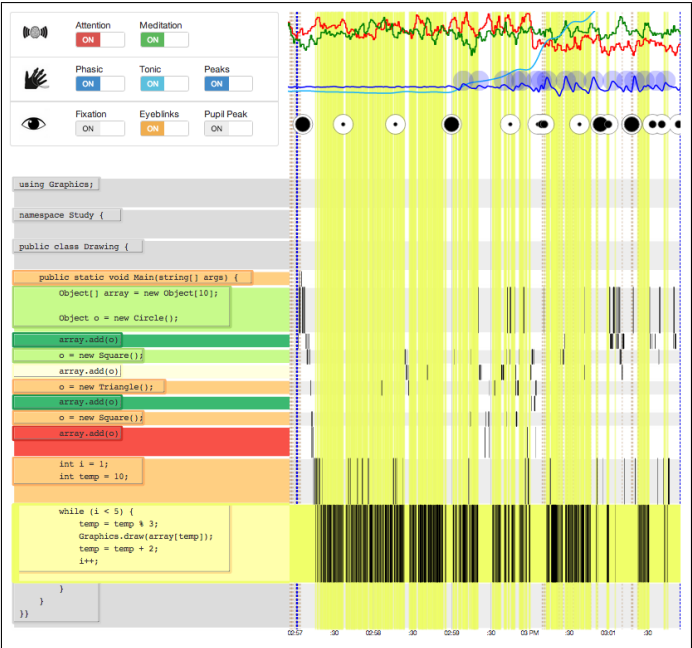 Attention Meditation
ON ON
Phasic Tonic Peaks
ON ON ON
Fixation Eyeblinks Pupil Peak
ON ON ON
using Graphics;
namespace Study {
public class Drawing {
public static void Main(string[] args) {
Object[] array = new Object[10];
Object o = new Circle();
array.add(o)
o = new Square();
array.add(o)
o = new Triangle();
array.add(o)
o = new Square();
array.add(o)
int i = 1;
int temp = 10;
while (i < 5) {
temp = temp % 3;
Graphics.draw(array[temp]);
temp = temp + 2;
i++;
}
}
}}
02:57 :30 02:58 :30 02:59 :30 03 PM :30 03:01 :30